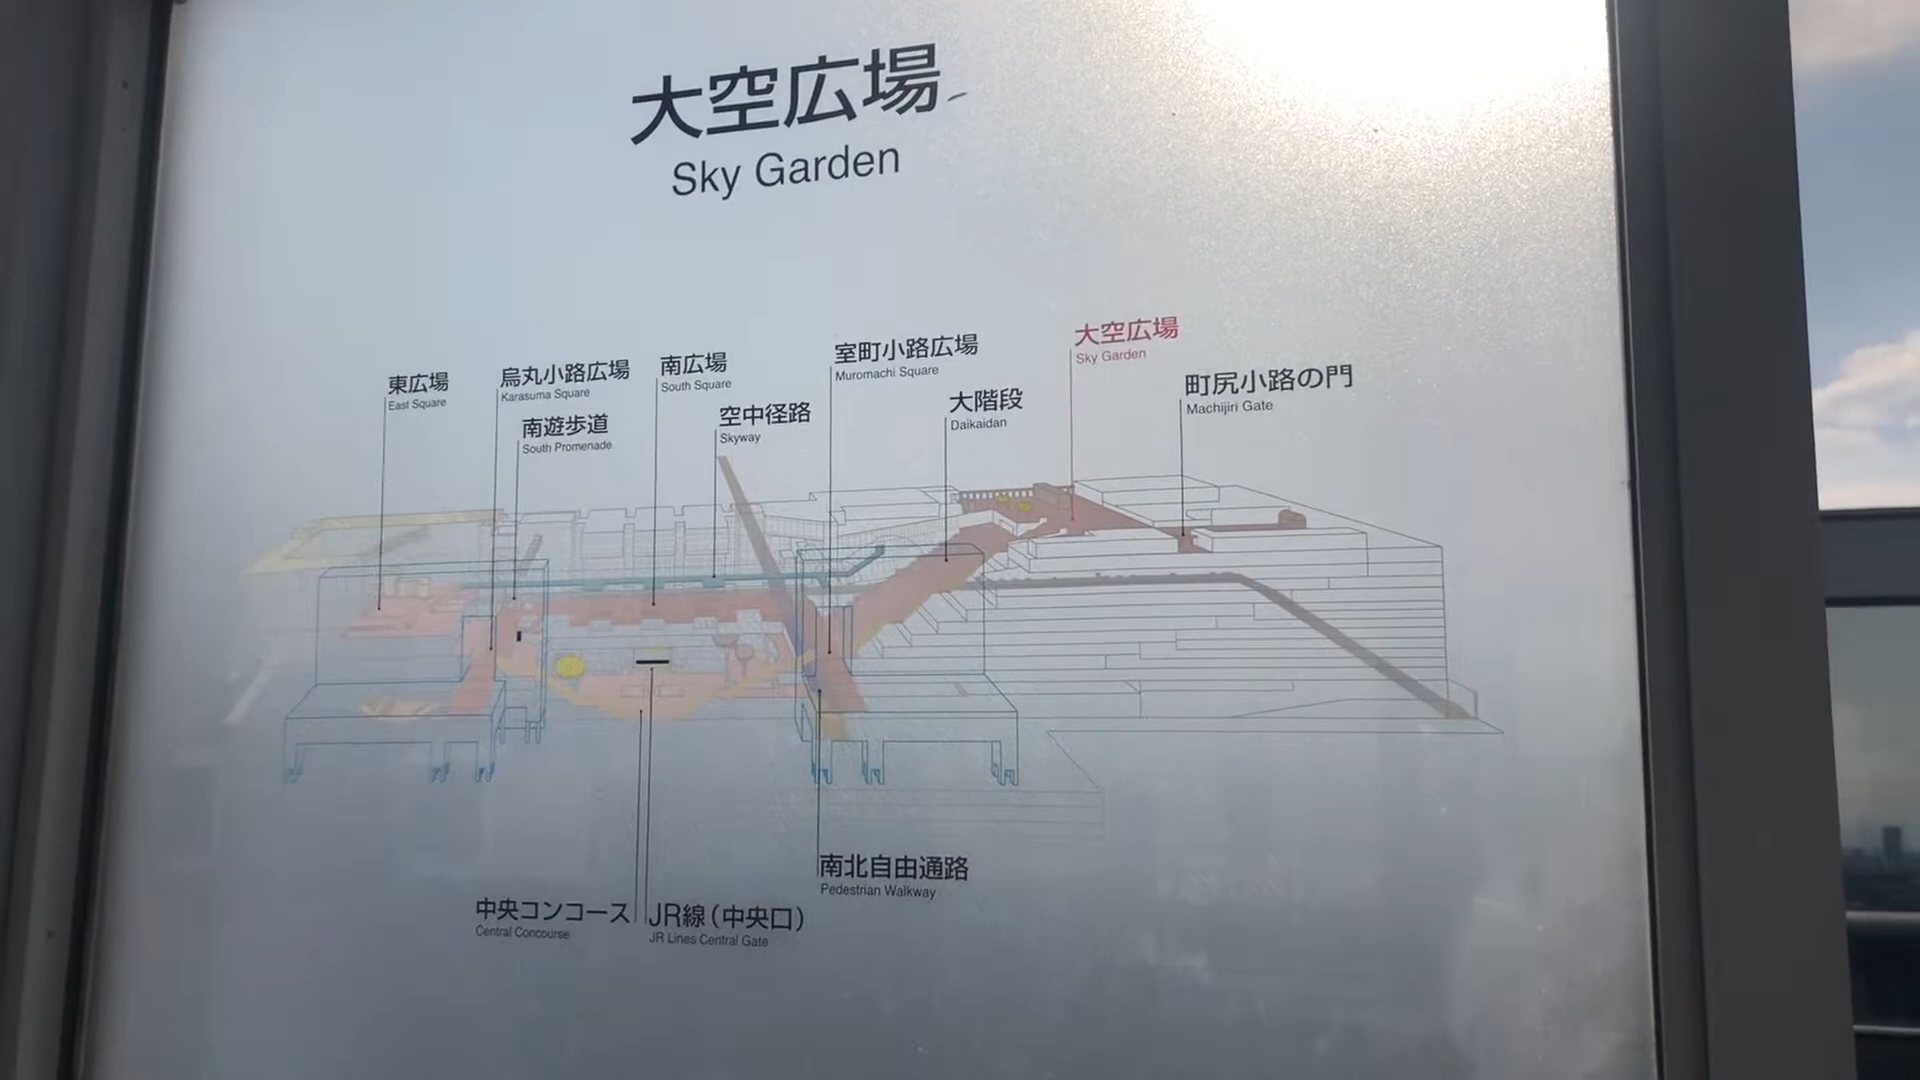 大空広場
Sky Garden
大空広場
Sky Garden
室町小路広場
Muromachi Square
南広場
South Square
烏丸小路広場
Karasuma Square
東広場
East Square
町尻小路の門
Machijiri Gate
大階段
Daikaidan
空中径路
Skyway
南遊歩道
South Promenade
南北自由通路
Pedestrian Walkway
中央コンコース
Central Concourse
JR線(中央口)
JR Lines Central Gate